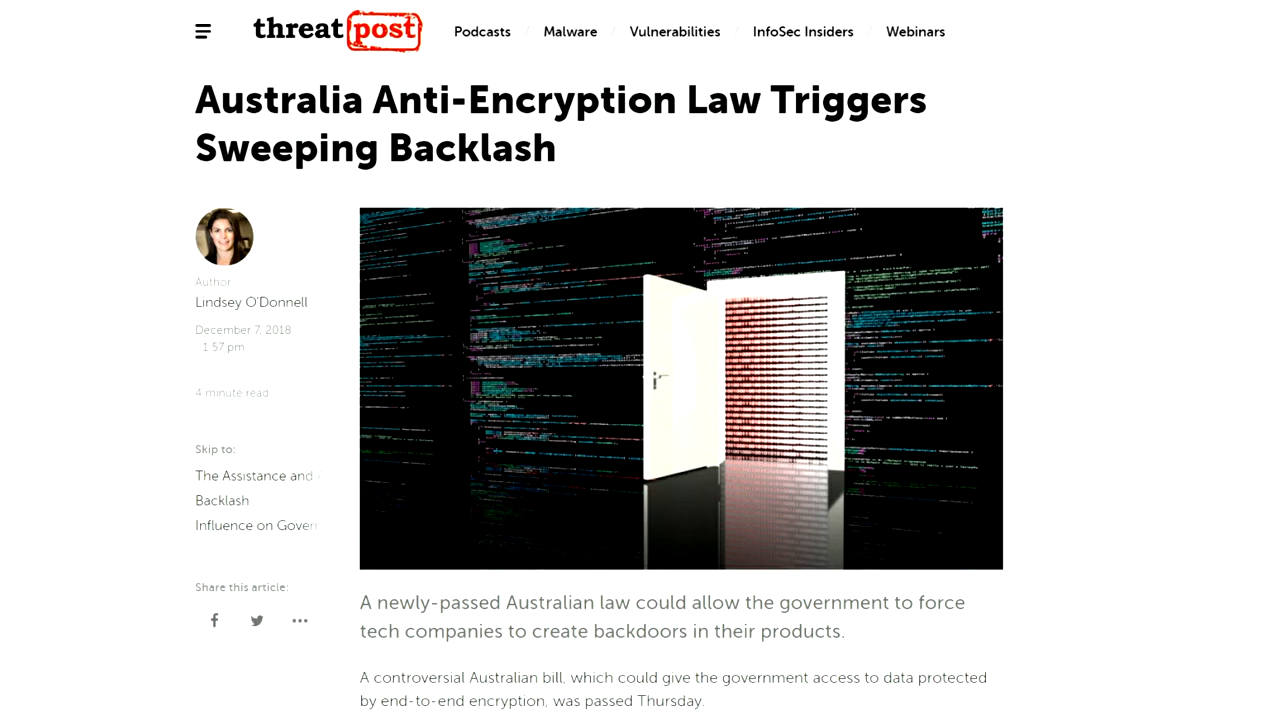 threatpost
Podcasts / Malware / Vulnerabilities / InfoSec Insiders / Webinars
Australia Anti-Encryption Law Triggers
Sweeping Backlash
Author
Lindsey O'Donnell
December 7, 2018
1 57 pm
4 minute read
Skip to:
The Assistance and
Backlash
Influence on Govern
Share this article:
A newly-passed Australian law could allow the government to force
tech companies to create backdoors in their products.
A controversial Australian bill, which could give the government access to data protected
by end-to-end encryption, was passed Thursday.